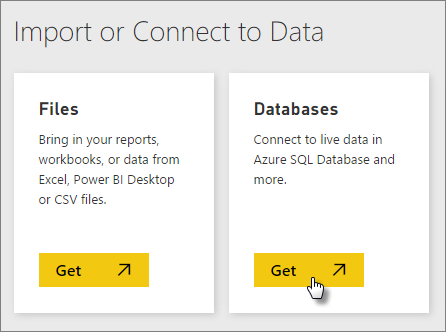 Import or Connect to Data
Files
Bring in your reports,
workbooks, or data from
Excel, Power BI Desktop
or CSV files.
Get
Databases
Connect to live data in
Azure SQL Database and
more.
Get